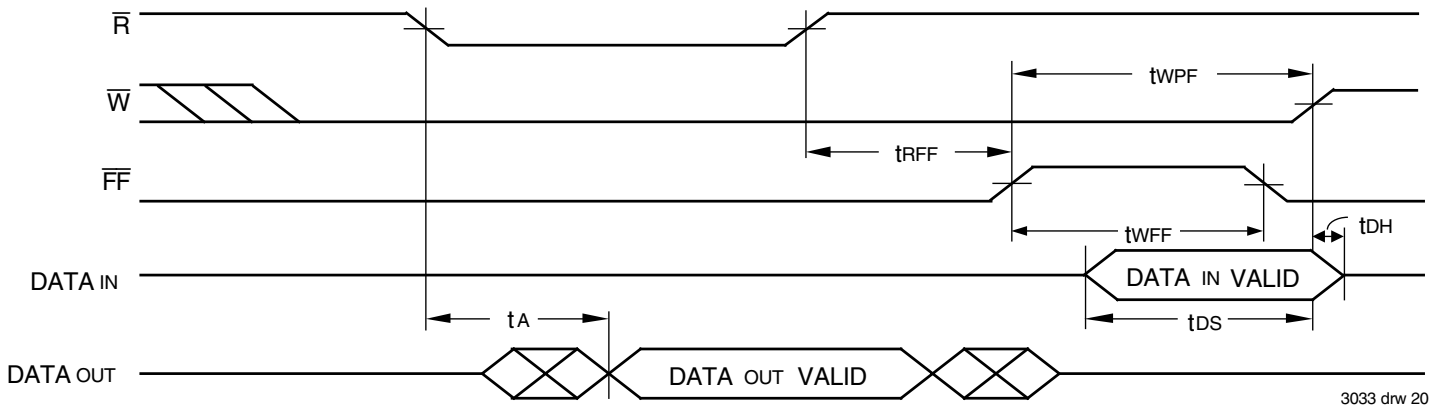 R̅
tWPF
W̅
tRFF
F̅F̅
tWFF
tDH
DATA IN
DATA IN VALID
tA
tDS
DATA OUT
DATA OUT VALID
3033 drw 20